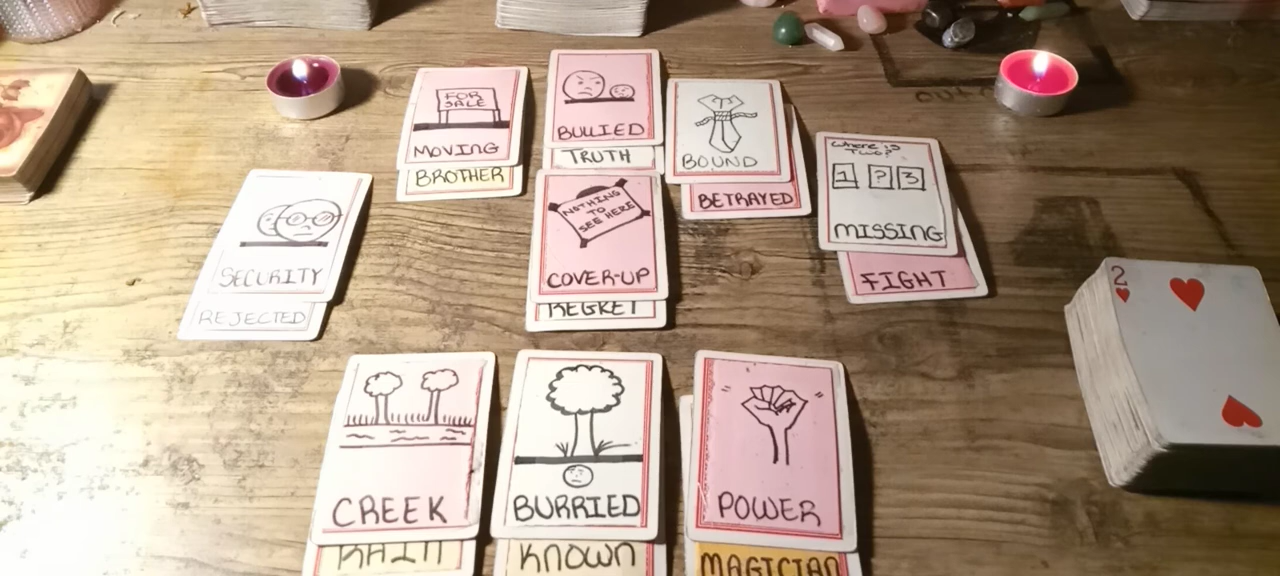 FOR
SALE
MOVING
BROTHER
BULLIED
TRUTH
BOUND
BETRAYED
WHERE IS
TWO?
1 ? 3
MISSING
FIGHT
SECURITY
REJECTED
NOTHING
TO
SEE HERE
COVER-UP
REGRET
2
CREEK
RAIN
BURRIED
KNOWN
POWER
MAGICIAN